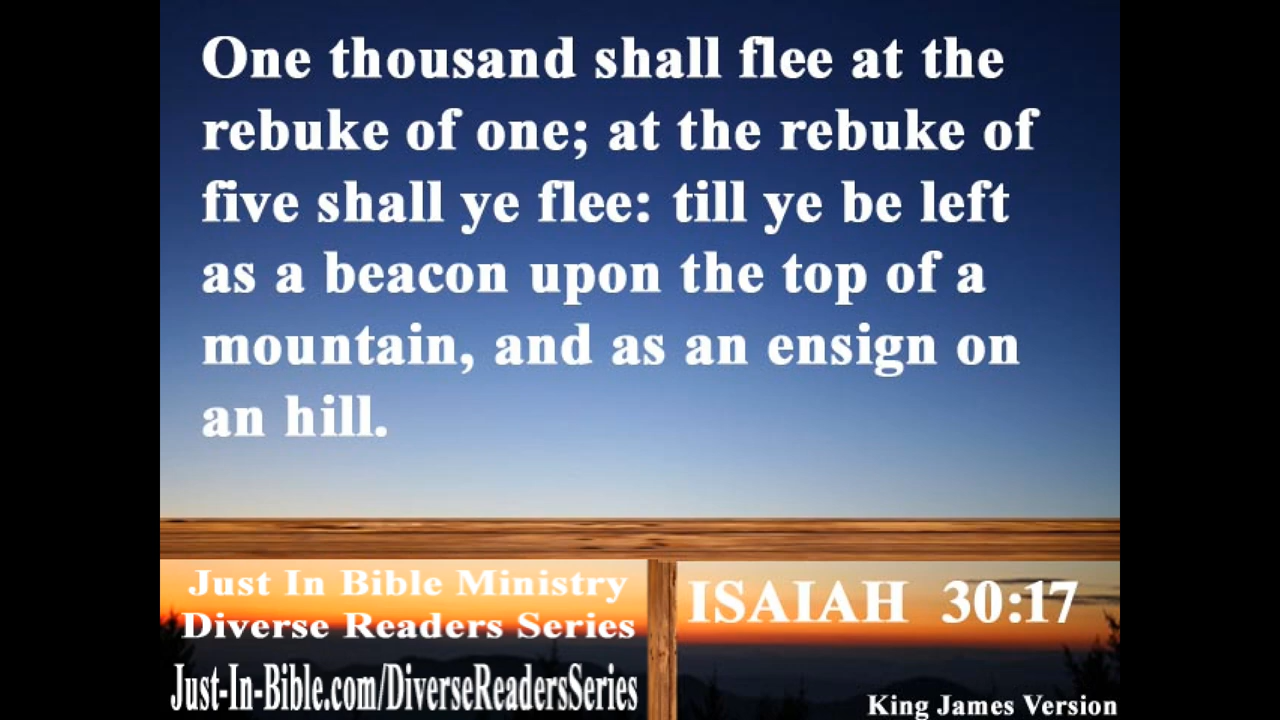 One thousand shall flee at the
rebuke of one; at the rebuke of
five shall ye flee: till ye be left
as a beacon upon the top of a
mountain, and as an ensign on
an hill.
Just In Bible Ministry
Diverse Readers Series
Just-In-Bible.com/DiverseReadersSeries
ISAIAH 30:17
King James Version